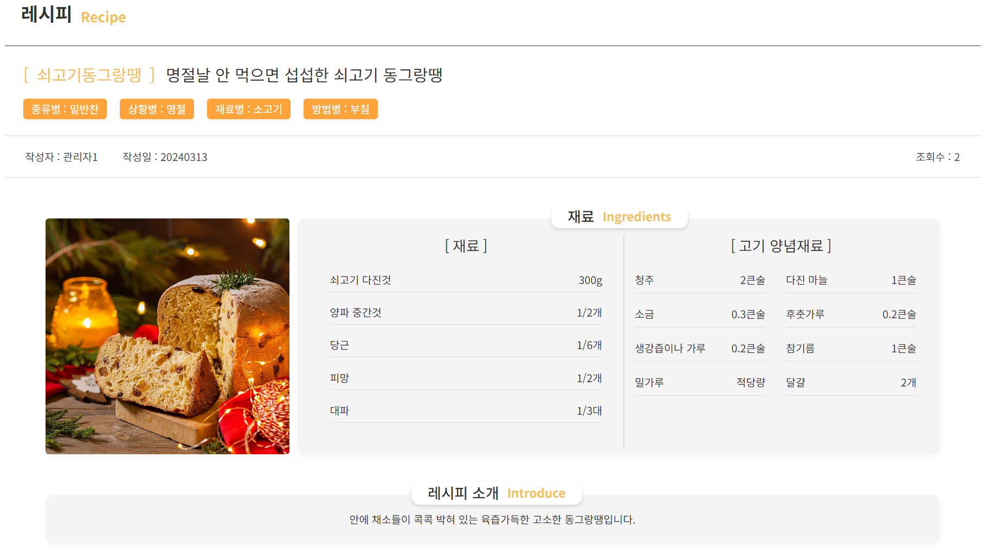 레시피 Recipe
[ 쇠고기동그랑땡 ] 명절날 안 먹으면 섭섭한 쇠고기 동그랑땡
종류별 : 밑반찬 상황별 : 명절 재료별 : 소고기 방법별 : 부침
작성자 : 관리자1 작성일 : 20240313 조회수 : 2
재료 Ingredients
[ 재료 ]
쇠고기 다진것 300g
양파 중간것 1/2개
당근 1/6개
피망 1/2개
대파 1/3대
[ 고기 양념재료 ]
청주 2큰술 다진 마늘 1큰술
소금 0.3큰술 후춧가루 0.2큰술
생강즙이나 가루 0.2큰술 참기름 1큰술
밀가루 적당량 달걀 2개
레시피 소개 Introduce
안에 채소들이 콕콕 박혀 있는 육즙가득한 고소한 동그랑땡입니다.